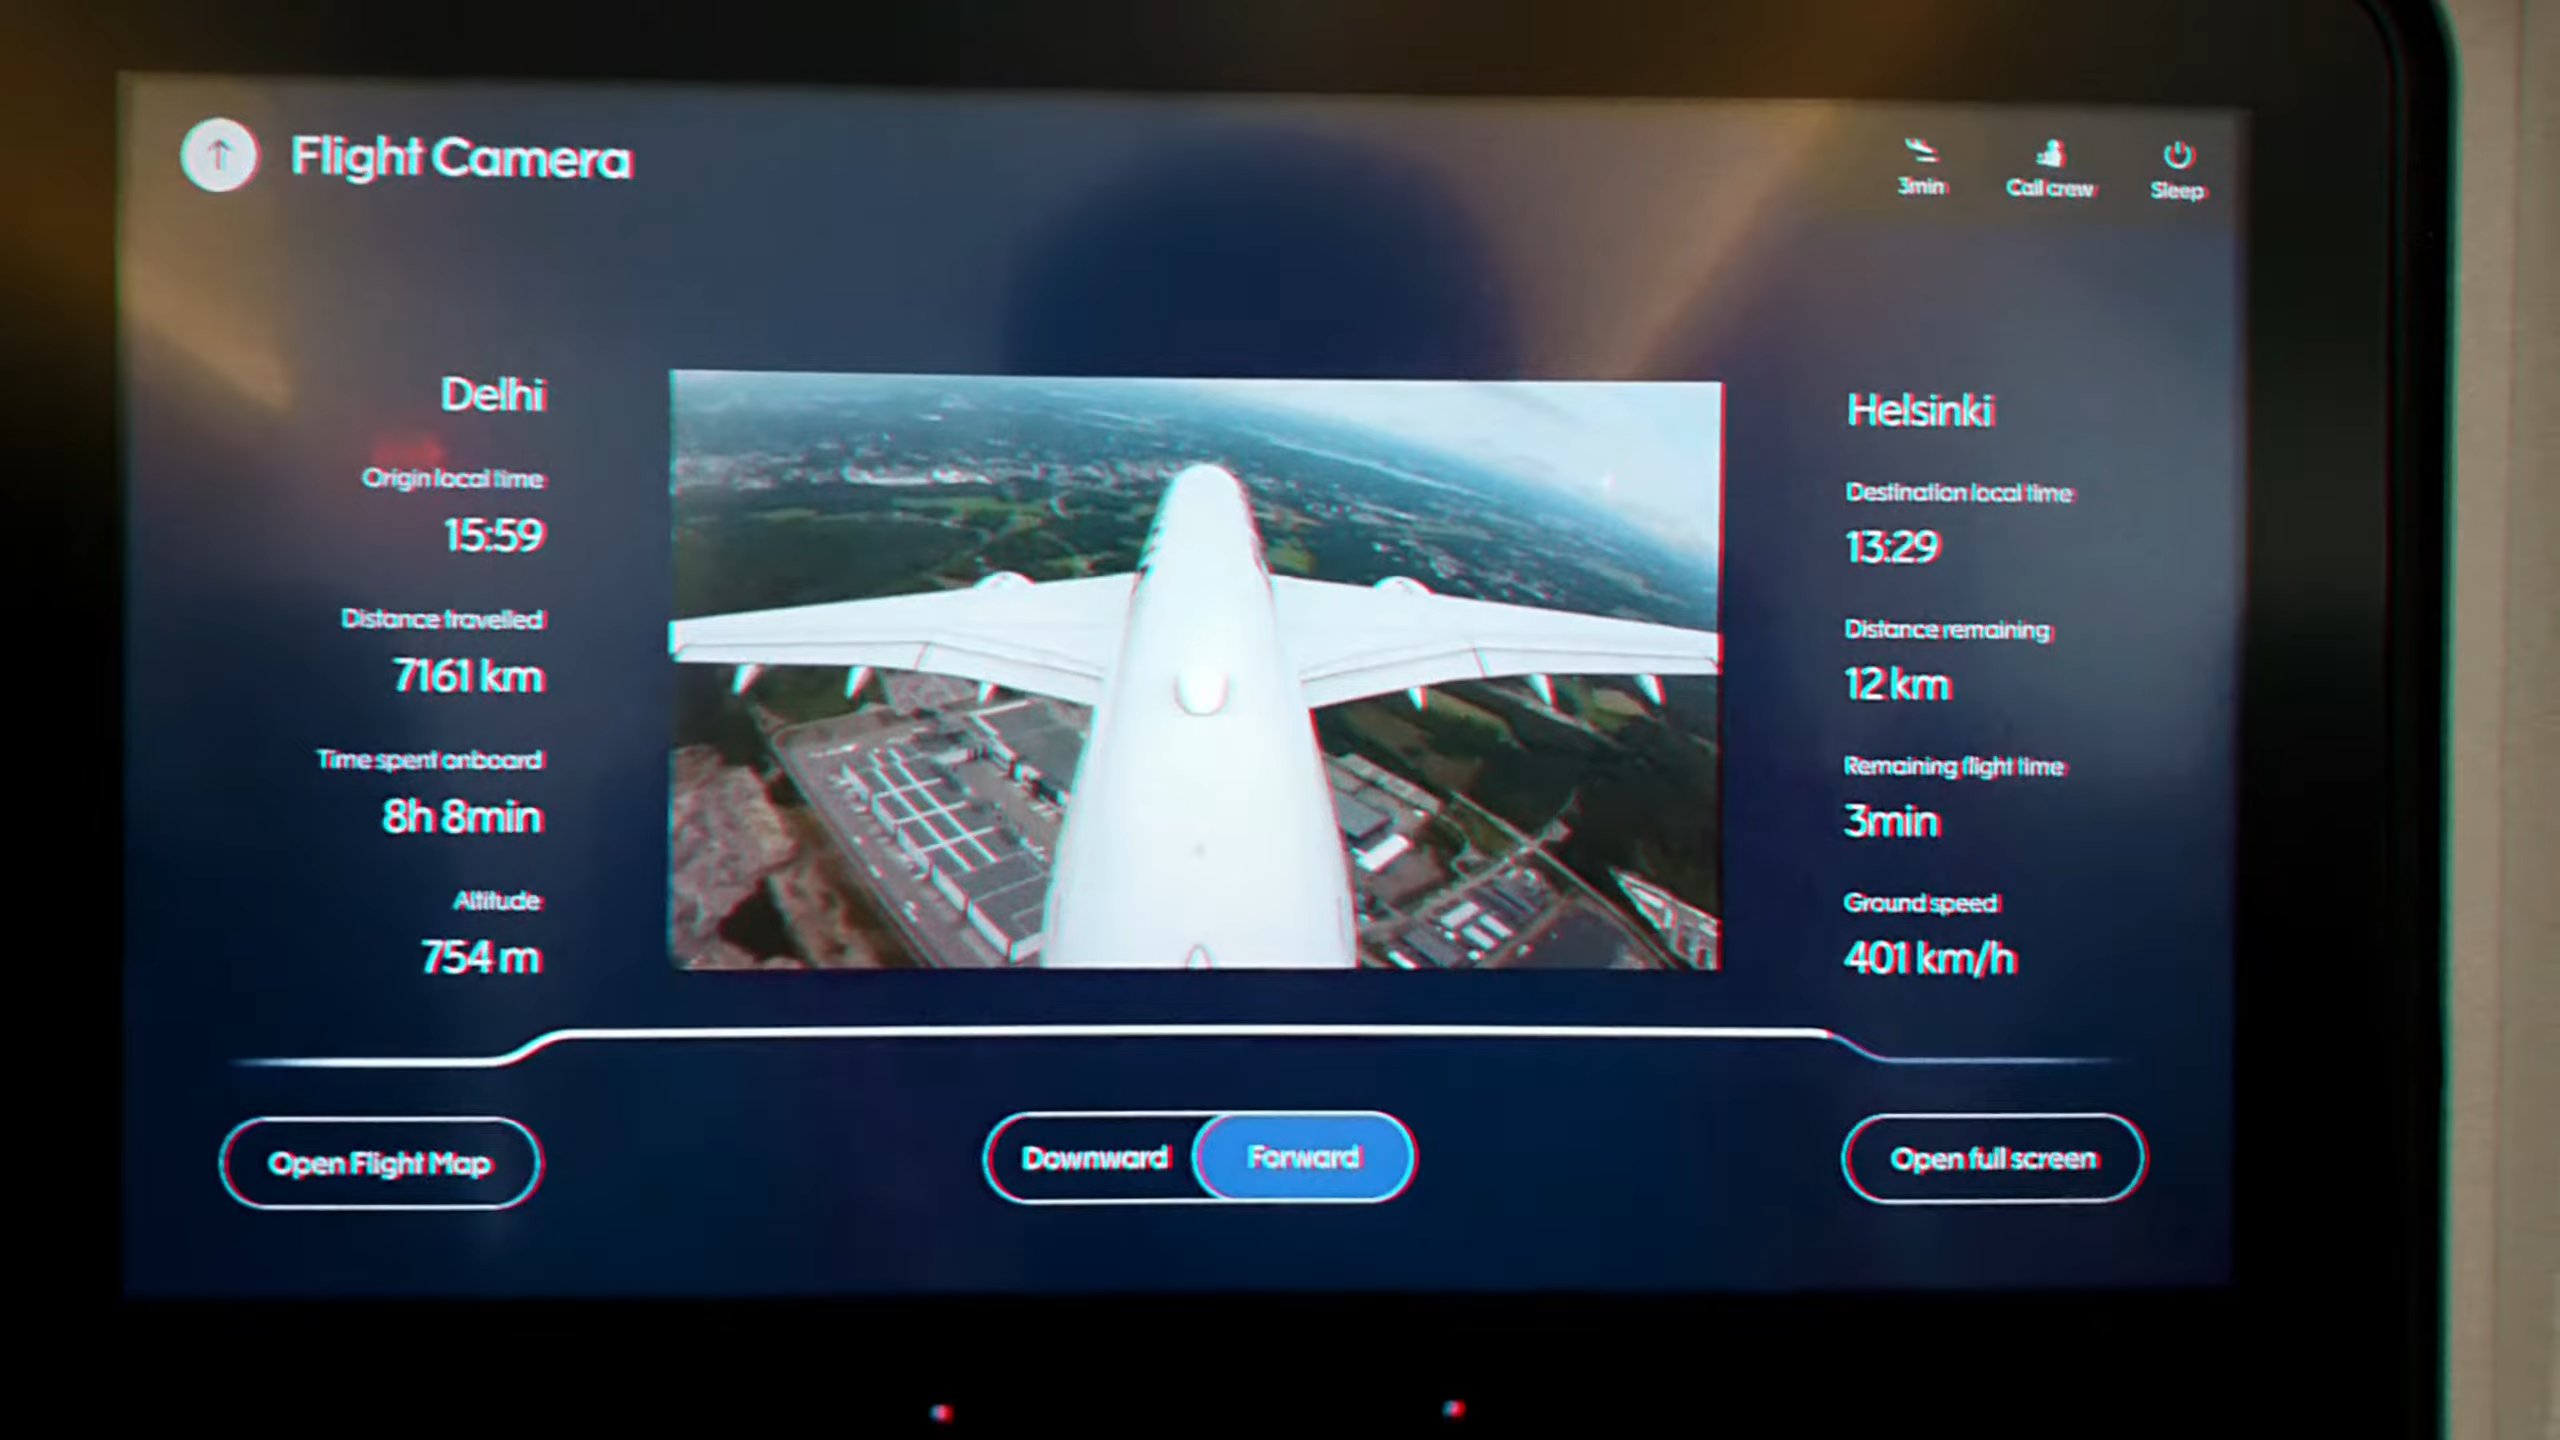 Flight Camera
3min
Call crew
Sleep
Delhi
Origin local time
15:59
Distance travelled
7161 km
Time spent onboard
8h 8min
Altitude
754 m
Helsinki
Destination local time
13:29
Distance remaining
12 km
Remaining flight time
3min
Ground speed
401 km/h
Open Flight Map
Downward
Forward
Open full screen